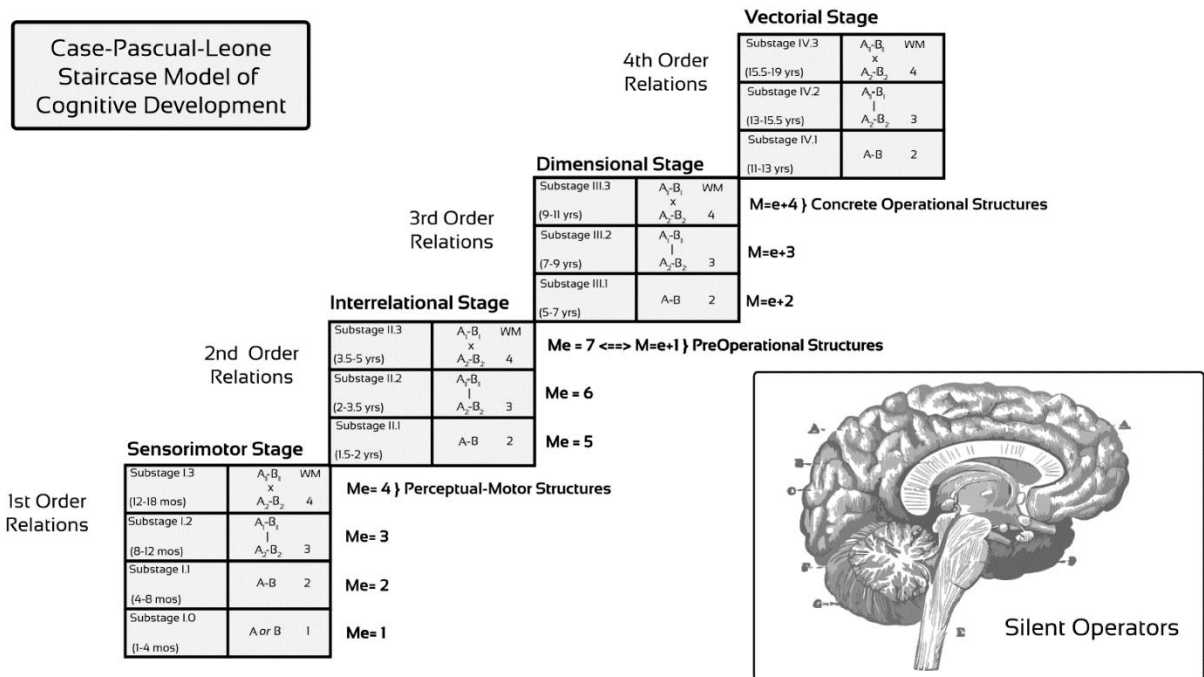 Case-Pascual-Leone
Staircase Model of
Cognitive Development
Vectorial Stage
4th Order
Relations
Substage IV.3
(15.5-19 yrs)
A₁-B₁ WM
x
A₂-B₂ 4
Substage IV.2
(13-15.5 yrs)
A₁-B₁
|
A₂-B₂ 3
Substage IV.1
(11-13 yrs)
A-B 2
Dimensional Stage
3rd Order
Relations
Substage III.3
(9-11 yrs)
A₁-B₁ WM
x
A₂-B₂ 4
M=e+4 } Concrete Operational Structures
Substage III.2
(7-9 yrs)
A₁-B₁
|
A₂-B₂ 3
M=e+3
Substage III.1
(5-7 yrs)
A-B 2
M=e+2
Interrelational Stage
2nd Order
Relations
Substage II.3
(3.5-5 yrs)
A₁-B₁ WM
x
A₂-B₂ 4
Me = 7 <==> M=e+1 } PreOperational Structures
Substage II.2
(2-3.5 yrs)
A₁-B₁
|
A₂-B₂ 3
Me = 6
Substage II.1
(1.5-2 yrs)
A-B 2
Me = 5
Sensorimotor Stage
1st Order
Relations
Substage I.3
(12-18 mos)
A₁-B₁ WM
x
A₂-B₂ 4
Me= 4 } Perceptual-Motor Structures
Substage I.2
(8-12 mos)
A₁-B₁
|
A₂-B₂ 3
Me= 3
Substage I.1
(4-8 mos)
A-B 2
Me= 2
Substage I.0
(1-4 mos)
A or B 1
Me= 1
A
A
B
C
F
D
G
E
Silent Operators